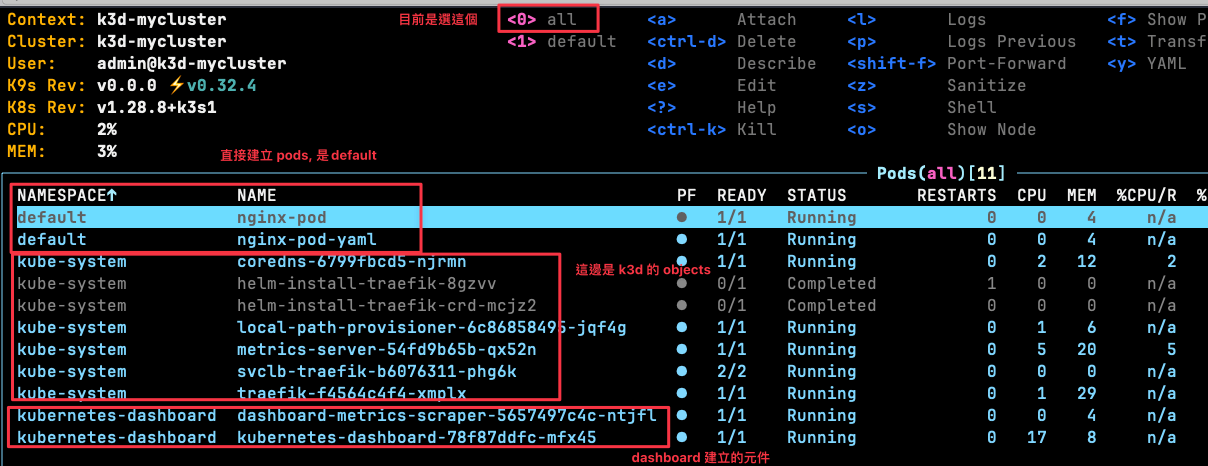 Context: k3d-mycluster 目前是選這個 <0> all <a> Attach <l> Logs <f> Show P
Cluster: k3d-mycluster <1> default <ctrl-d> Delete <p> Logs Previous <t> Transf
User: admin@k3d-mycluster <d> Describe <shift-f> Port-Forward <y> YAML
K9s Rev: v0.0.0 ⚡v0.32.4 <e> Edit <z> Sanitize
K8s Rev: v1.28.8+k3s1 <?> Help <s> Shell
CPU: 2% <ctrl-k> Kill <o> Show Node
MEM: 3%
直接建立 pods, 是 default
Pods(all)[11]
NAMESPACE↑ NAME PF READY STATUS RESTARTS CPU MEM %CPU/R %
default nginx-pod ● 1/1 Running 0 0 4 n/a
default nginx-pod-yaml ● 1/1 Running 0 0 4 n/a
kube-system coredns-6799fbcd5-njrmn ● 1/1 Running 0 2 12 2
這邊是 k3d 的 objects
kube-system helm-install-traefik-8gzvv ● 0/1 Completed 1 0 0 n/a
kube-system helm-install-traefik-crd-mcjz2 ● 0/1 Completed 0 0 0 n/a
kube-system local-path-provisioner-6c86858495-jqf4g ● 1/1 Running 0 1 6 n/a
kube-system metrics-server-54fd9b65b-qx52n ● 1/1 Running 0 5 20 5
kube-system svclb-traefik-b6076311-phg6k ● 2/2 Running 0 0 0 n/a
kube-system traefik-f4564c4f4-xmplx ● 1/1 Running 0 1 29 n/a
kubernetes-dashboard dashboard-metrics-scraper-5657497c4c-ntjfl ● 1/1 Running 0 0 4 n/a
kubernetes-dashboard kubernetes-dashboard-78f87ddfc-mfx45 ● 1/1 Running 0 17 8 n/a
dashboard 建立的元件